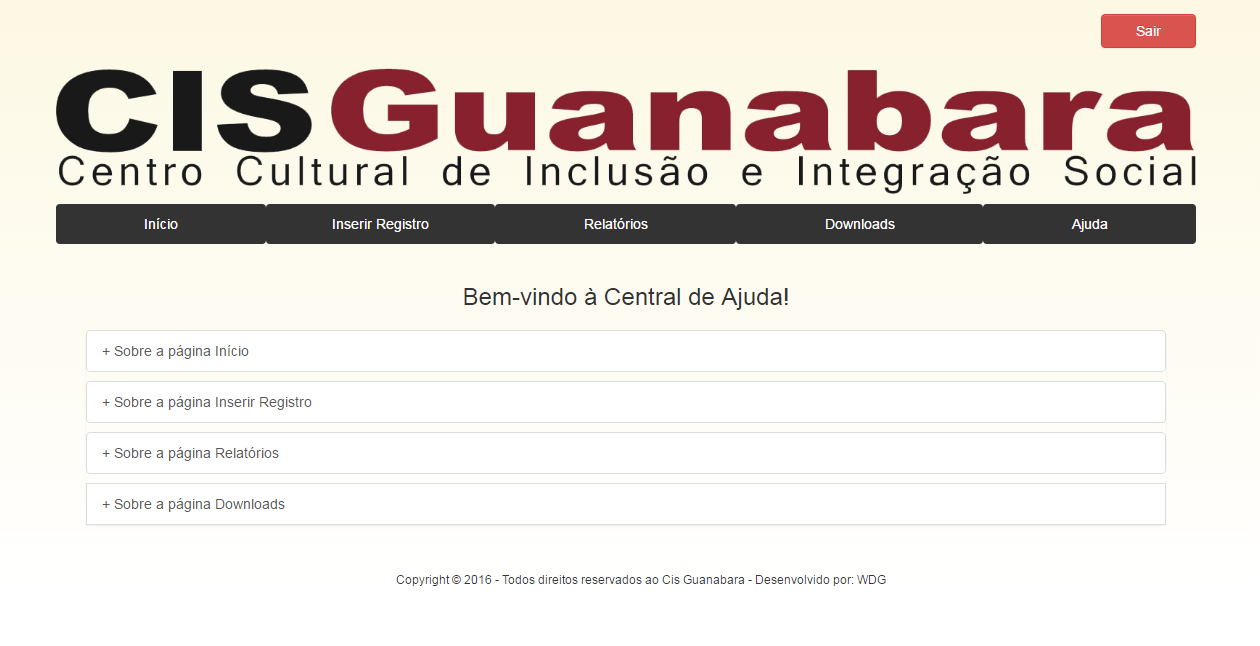 Sair
CIS Guanabara
Centro Cultural de Inclusão e Integração Social
Início Inserir Registro Relatórios Downloads Ajuda
Bem-vindo à Central de Ajuda!
+ Sobre a página Início
+ Sobre a página Inserir Registro
+ Sobre a página Relatórios
+ Sobre a página Downloads
Copyright © 2016 - Todos direitos reservados ao Cis Guanabara - Desenvolvido por: WDG